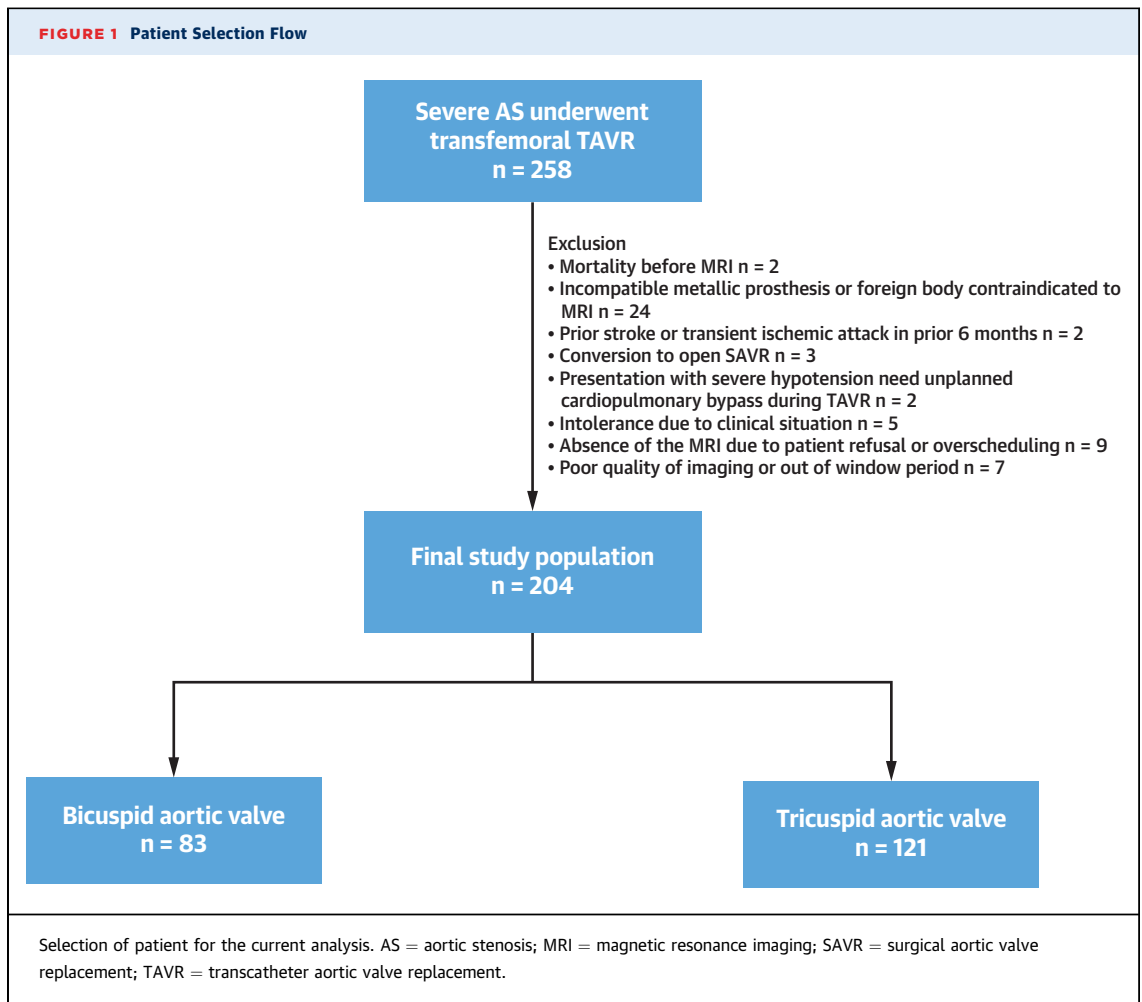 FIGURE 1 Patient Selection Flow
Severe AS underwent
transfemoral TAVR
n = 258
Exclusion
• Mortality before MRI n = 2
• Incompatible metallic prosthesis or foreign body contraindicated to
MRI n = 24
• Prior stroke or transient ischemic attack in prior 6 months n = 2
• Conversion to open SAVR n = 3
• Presentation with severe hypotension need unplanned
cardiopulmonary bypass during TAVR n = 2
• Intolerance due to clinical situation n = 5
• Absence of the MRI due to patient refusal or overscheduling n = 9
• Poor quality of imaging or out of window period n = 7
Final study population
n = 204
Bicuspid aortic valve
n = 83
Tricuspid aortic valve
n = 121
Selection of patient for the current analysis. AS = aortic stenosis; MRI = magnetic resonance imaging; SAVR = surgical aortic valve
replacement; TAVR = transcatheter aortic valve replacement.